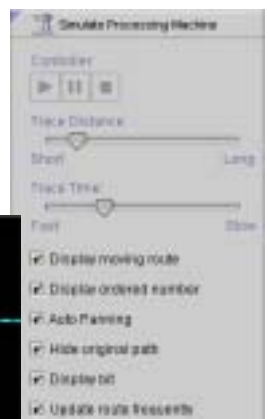 Simulate Processing Machine
Controller
Trace Distance
Short Long
Trace Time
Fast Slow
Display moving route
Display ordered number
Auto Panning
Hide original path
Display bit
Update route frequently